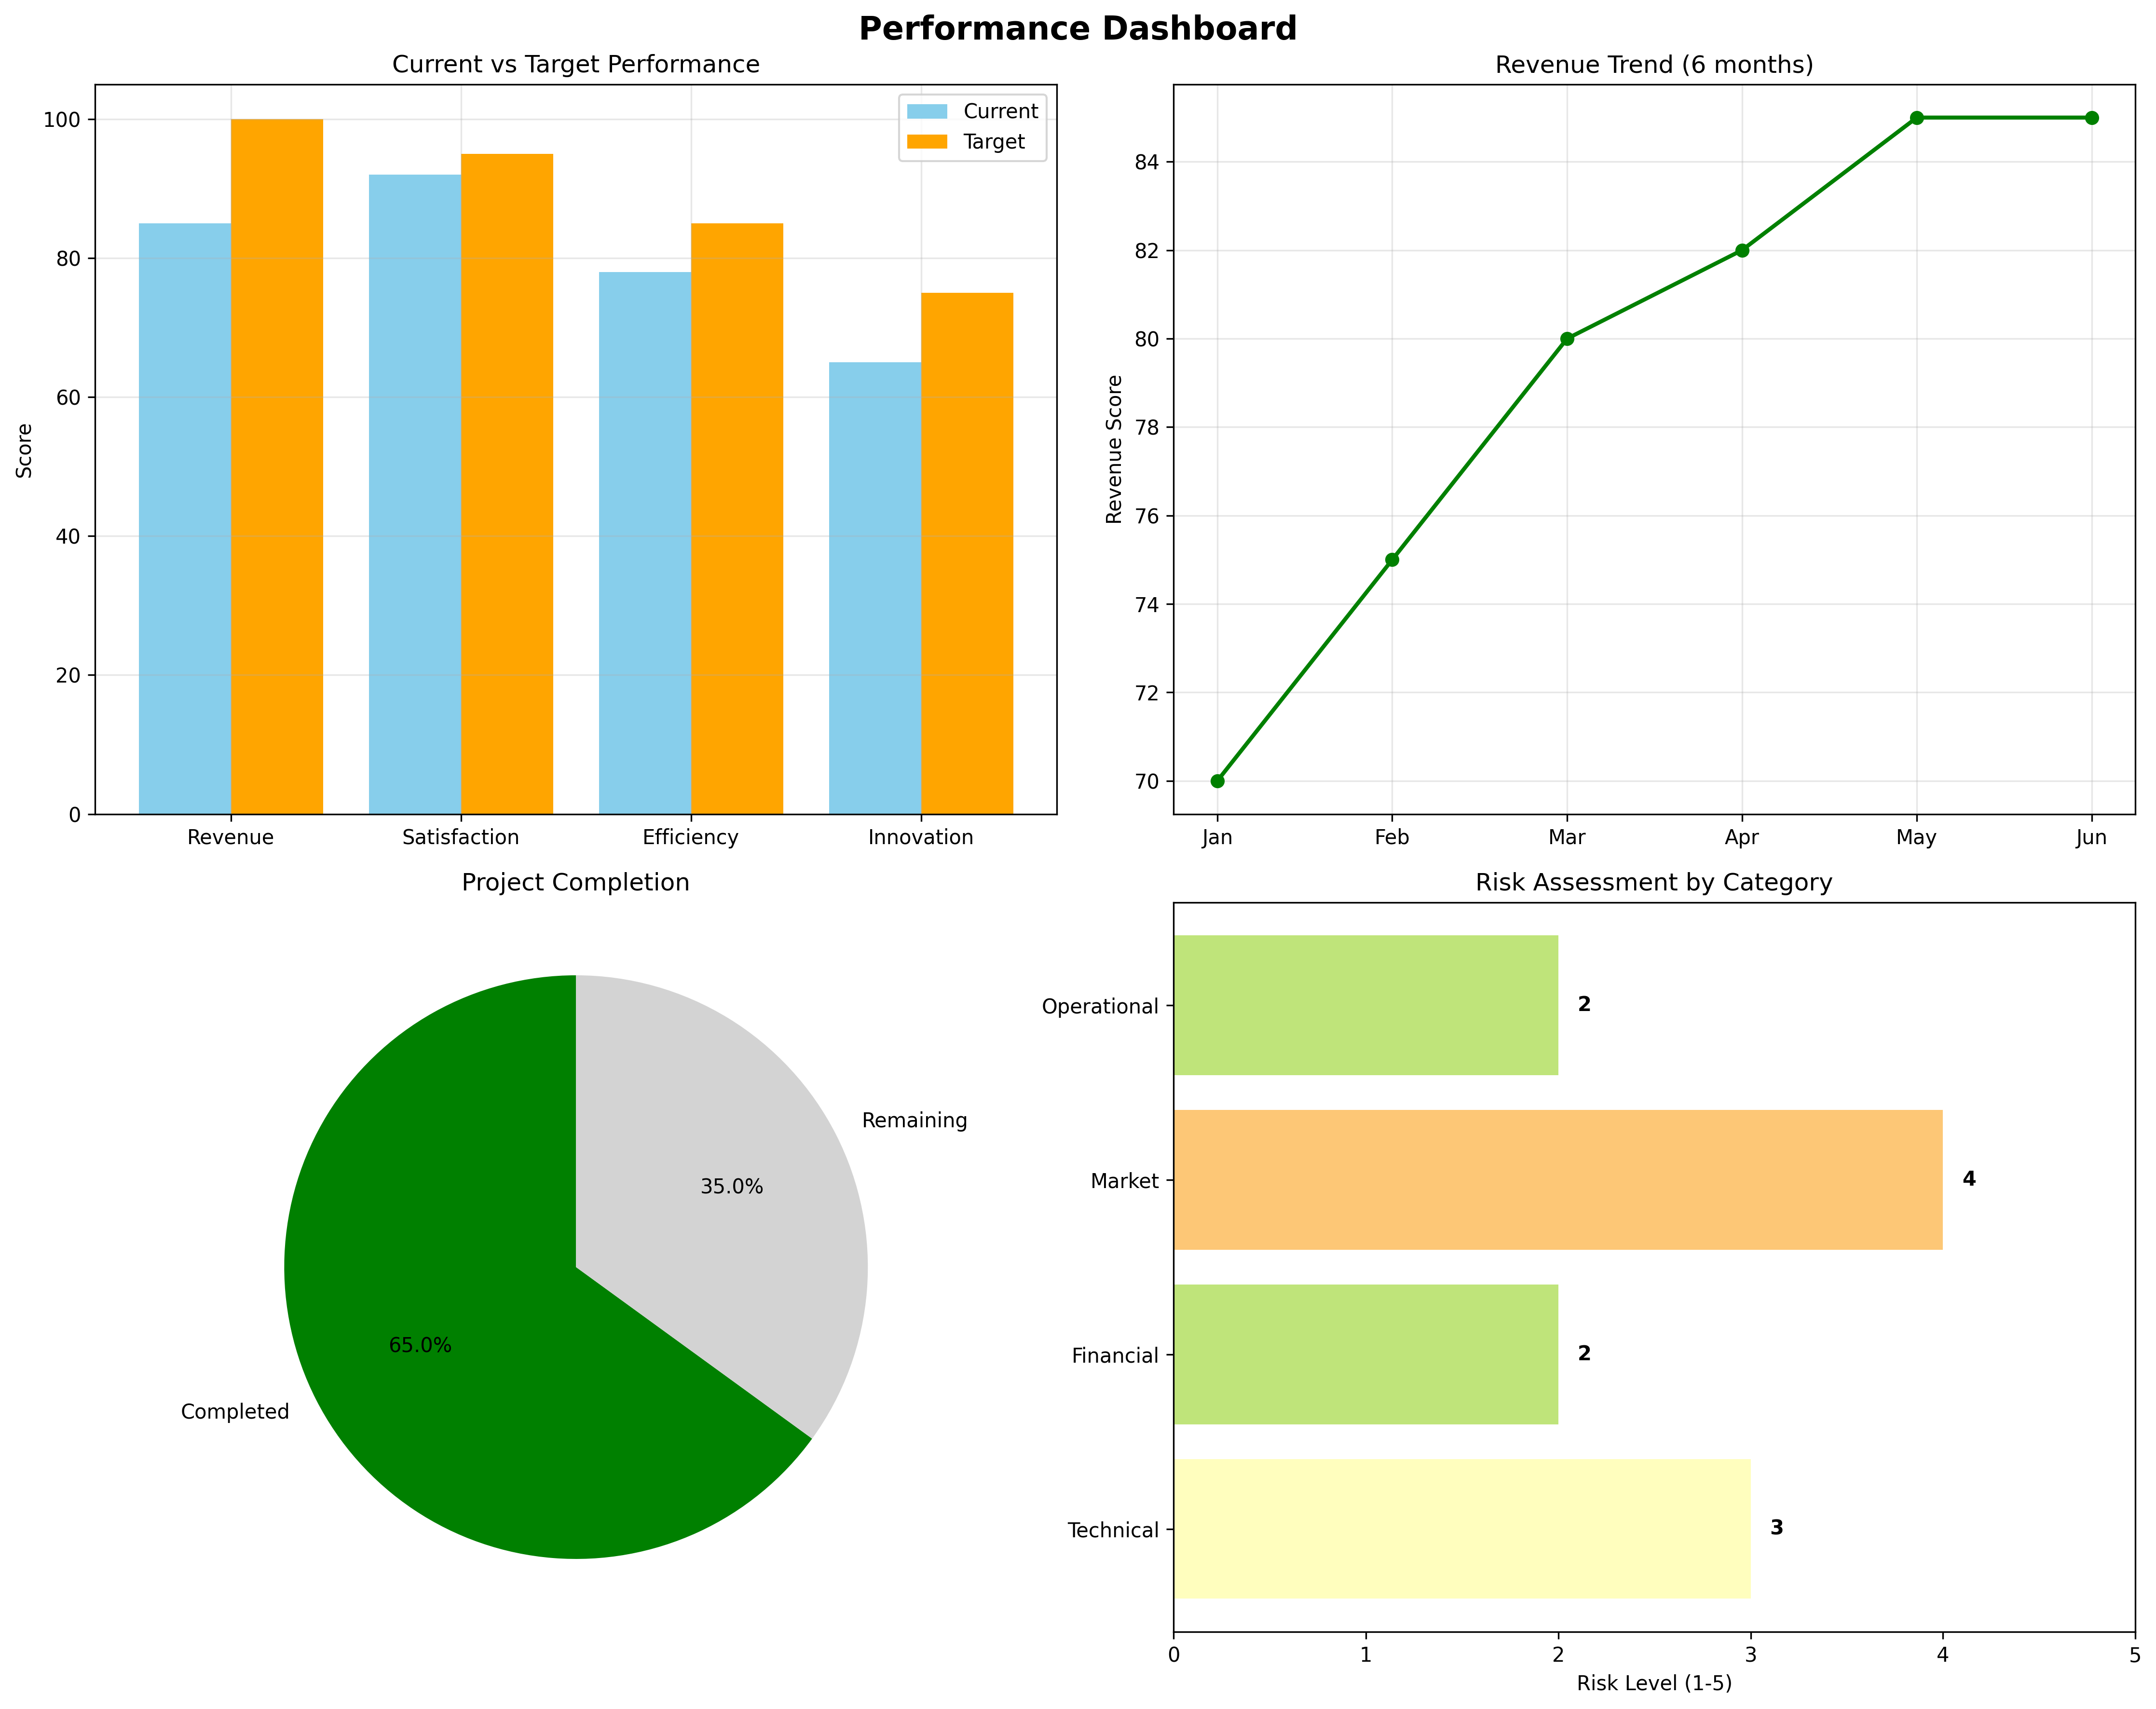 Performance Dashboard
Current vs Target Performance
Current
Target
Score
100
80
60
40
20
0
Revenue
Satisfaction
Efficiency
Innovation
Revenue Trend (6 months)
Revenue Score
84
82
80
78
76
74
72
70
Jan
Feb
Mar
Apr
May
Jun
Project Completion
Remaining
35.0%
65.0%
Completed
Risk Assessment by Category
Operational
2
Market
4
Financial
2
Technical
3
0
1
2
3
4
5
Risk Level (1-5)